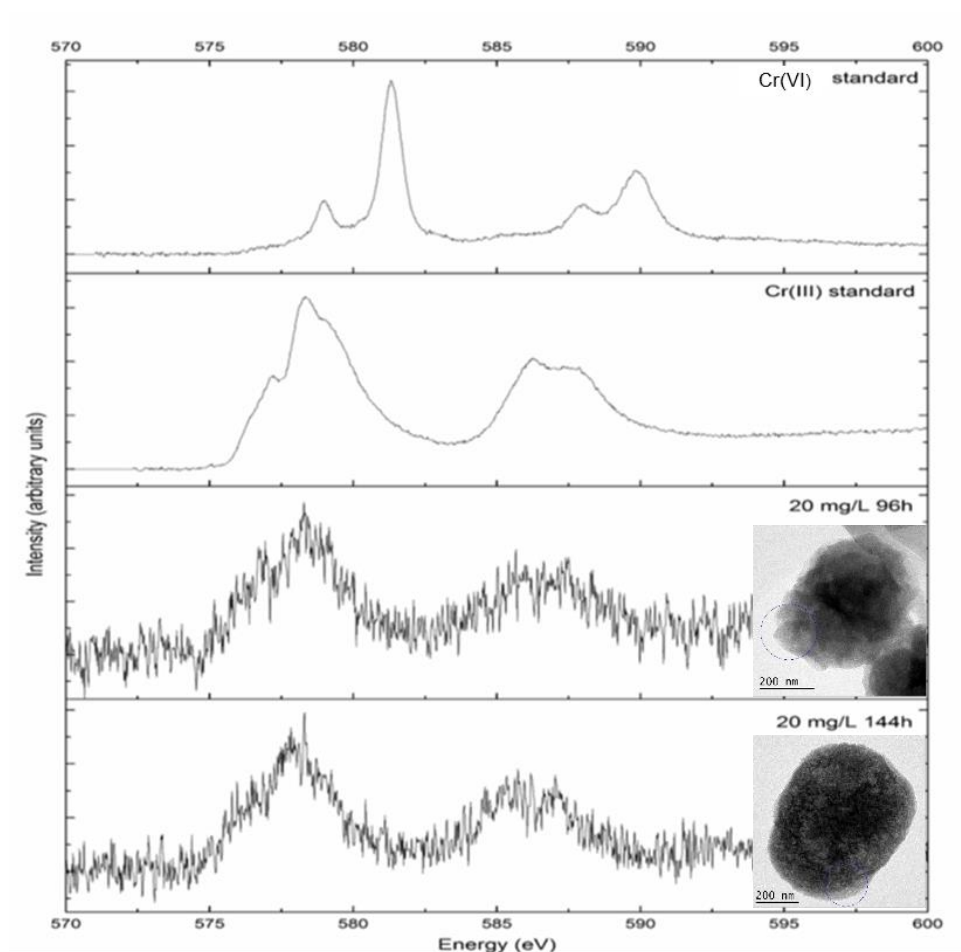 570 575 580 585 590 595 600
Cr(VI) standard
Cr(III) standard
Intensity (arbitrary units)
20 mg/L 96h
200 nm
20 mg/L 144h
200 nm
570 575 580 585 590 595 600
Energy (eV)